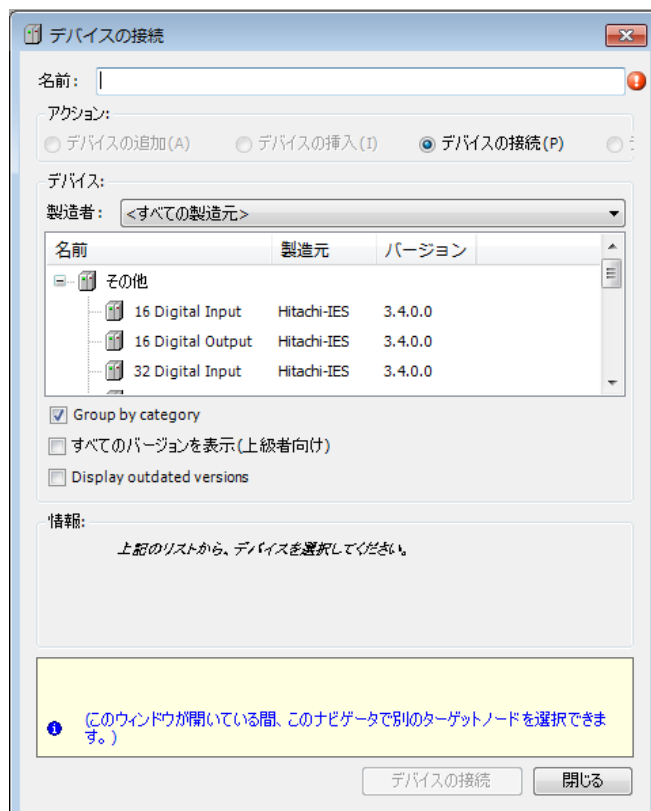 デバイスの接続
名前:
アクション:
デバイスの追加(A) デバイスの挿入(I) デバイスの接続(P)
デバイス:
製造者: <すべての製造元>
名前 製造元 バージョン
その他
16 Digital Input Hitachi-IES 3.4.0.0
16 Digital Output Hitachi-IES 3.4.0.0
32 Digital Input Hitachi-IES 3.4.0.0
Group by category
すべてのバージョンを表示(上級者向け)
Display outdated versions
情報:
上記のリストから、デバイスを選択してください。
(このウィンドウが開いている間、このナビゲータで別のターゲットノードを選択できま
す。)
デバイスの接続 閉じる